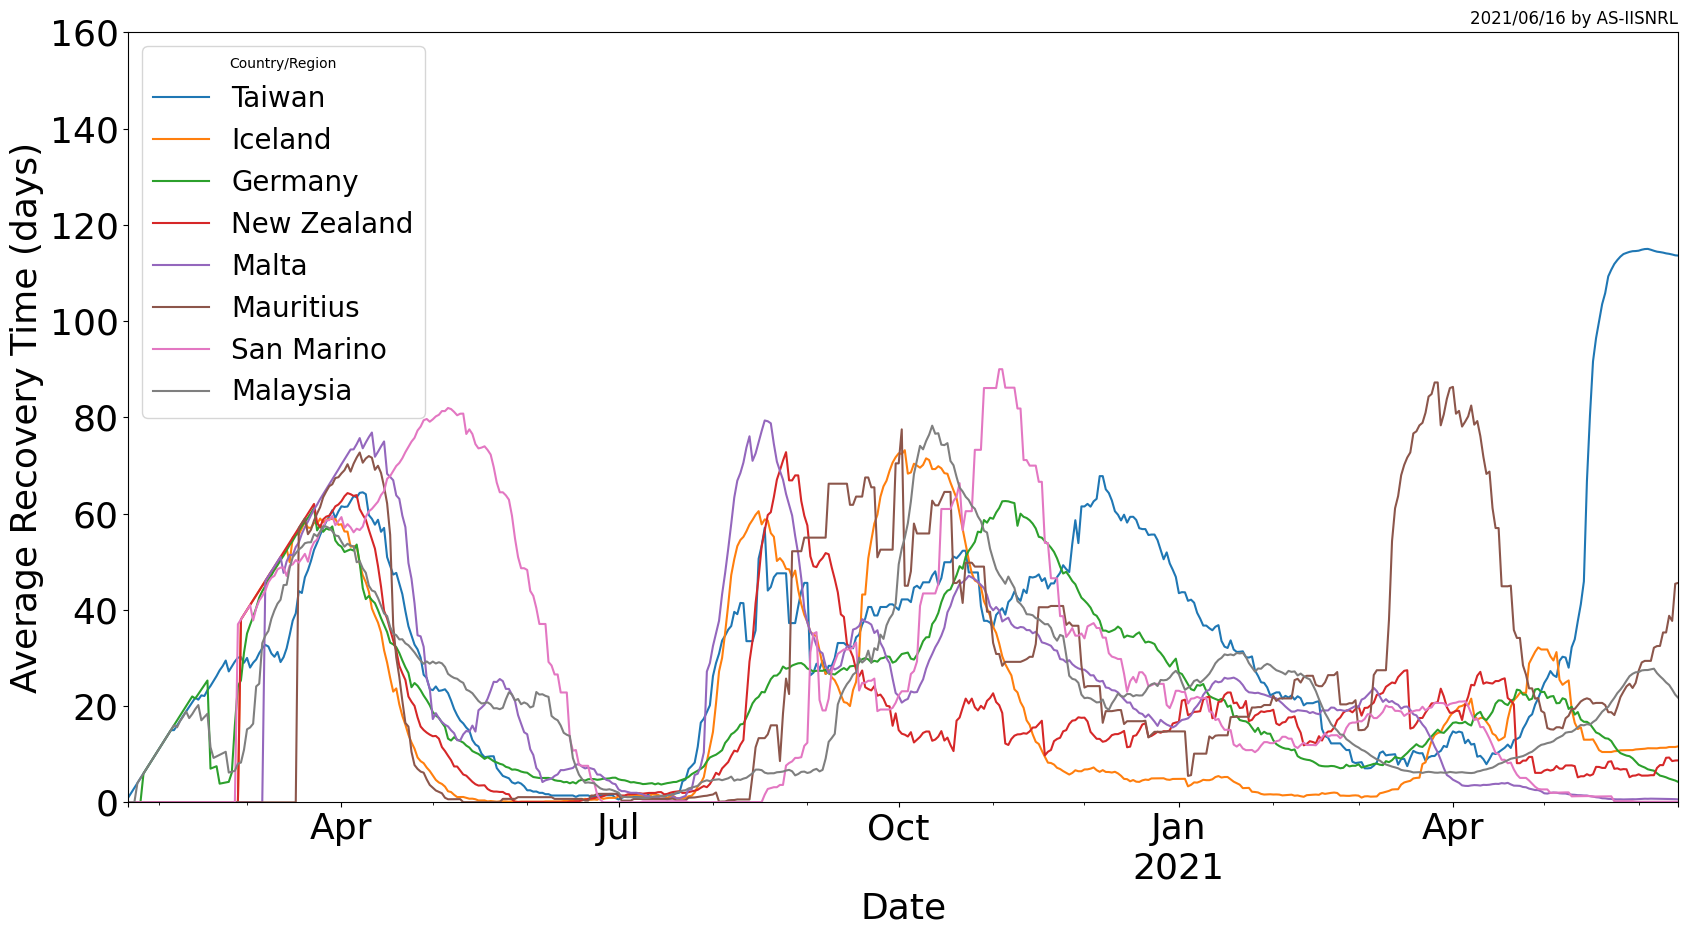 2021/06/16 by AS-IISNRL
160
140
120
100
80
60
40
20
0
Average Recovery Time (days)
Country/Region
Taiwan
Iceland
Germany
New Zealand
Malta
Mauritius
San Marino
Malaysia
Apr Jul Oct Jan Apr
2021
Date